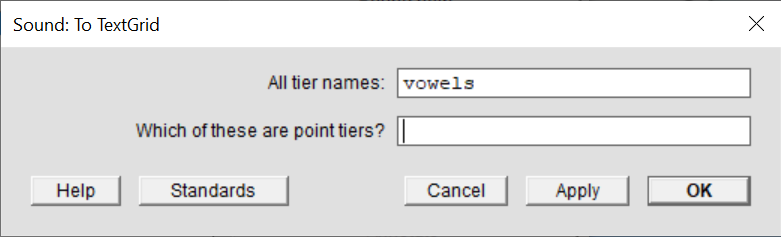 Sound: To TextGrid
All tier names: vowels
Which of these are point tiers?
Help Standards Cancel Apply OK